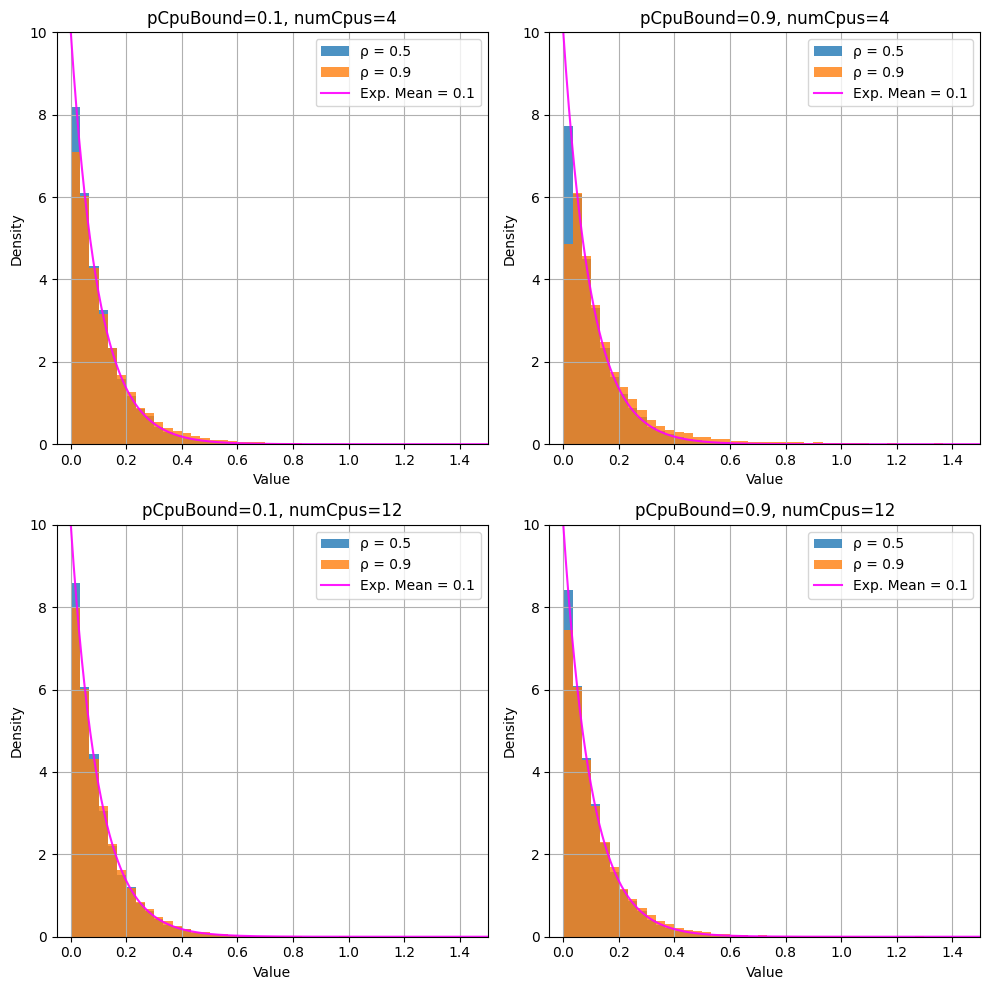 pCpuBound=0.1, numCpus=4
10
8
6
4
2
0
Density
0.0 0.2 0.4 0.6 0.8 1.0 1.2 1.4
Value
ρ = 0.5
ρ = 0.9
Exp. Mean = 0.1
pCpuBound=0.9, numCpus=4
10
8
6
4
2
0
Density
0.0 0.2 0.4 0.6 0.8 1.0 1.2 1.4
Value
ρ = 0.5
ρ = 0.9
Exp. Mean = 0.1
pCpuBound=0.1, numCpus=12
10
8
6
4
2
0
Density
0.0 0.2 0.4 0.6 0.8 1.0 1.2 1.4
Value
ρ = 0.5
ρ = 0.9
Exp. Mean = 0.1
pCpuBound=0.9, numCpus=12
10
8
6
4
2
0
Density
0.0 0.2 0.4 0.6 0.8 1.0 1.2 1.4
Value
ρ = 0.5
ρ = 0.9
Exp. Mean = 0.1